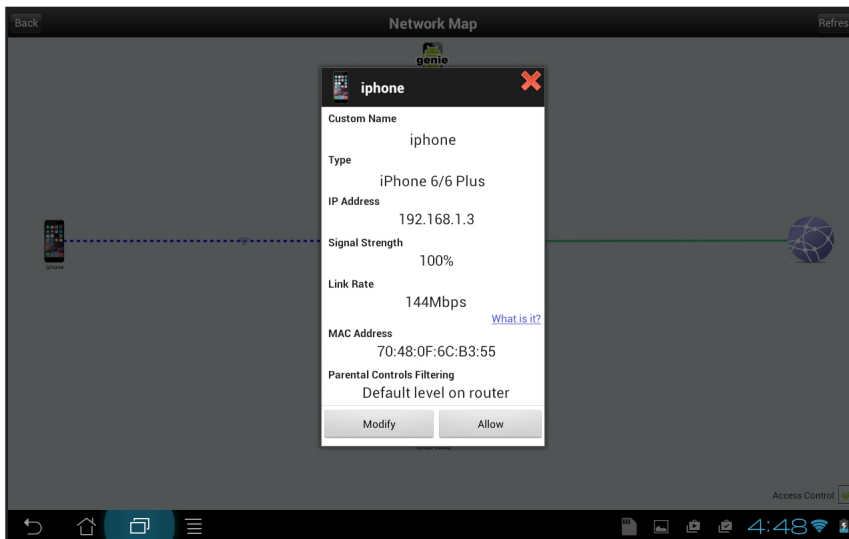 Back
Network Map
Refres
genie
iphone
Custom Name
iphone
Type
iPhone 6/6 Plus
IP Address
192.168.1.3
Signal Strength
100%
iphone
Link Rate
144Mbps
What is it?
MAC Address
70:48:0F:6C:B3:55
Parental Controls Filtering
Default level on router
Modify
Allow
Access Control
4:48